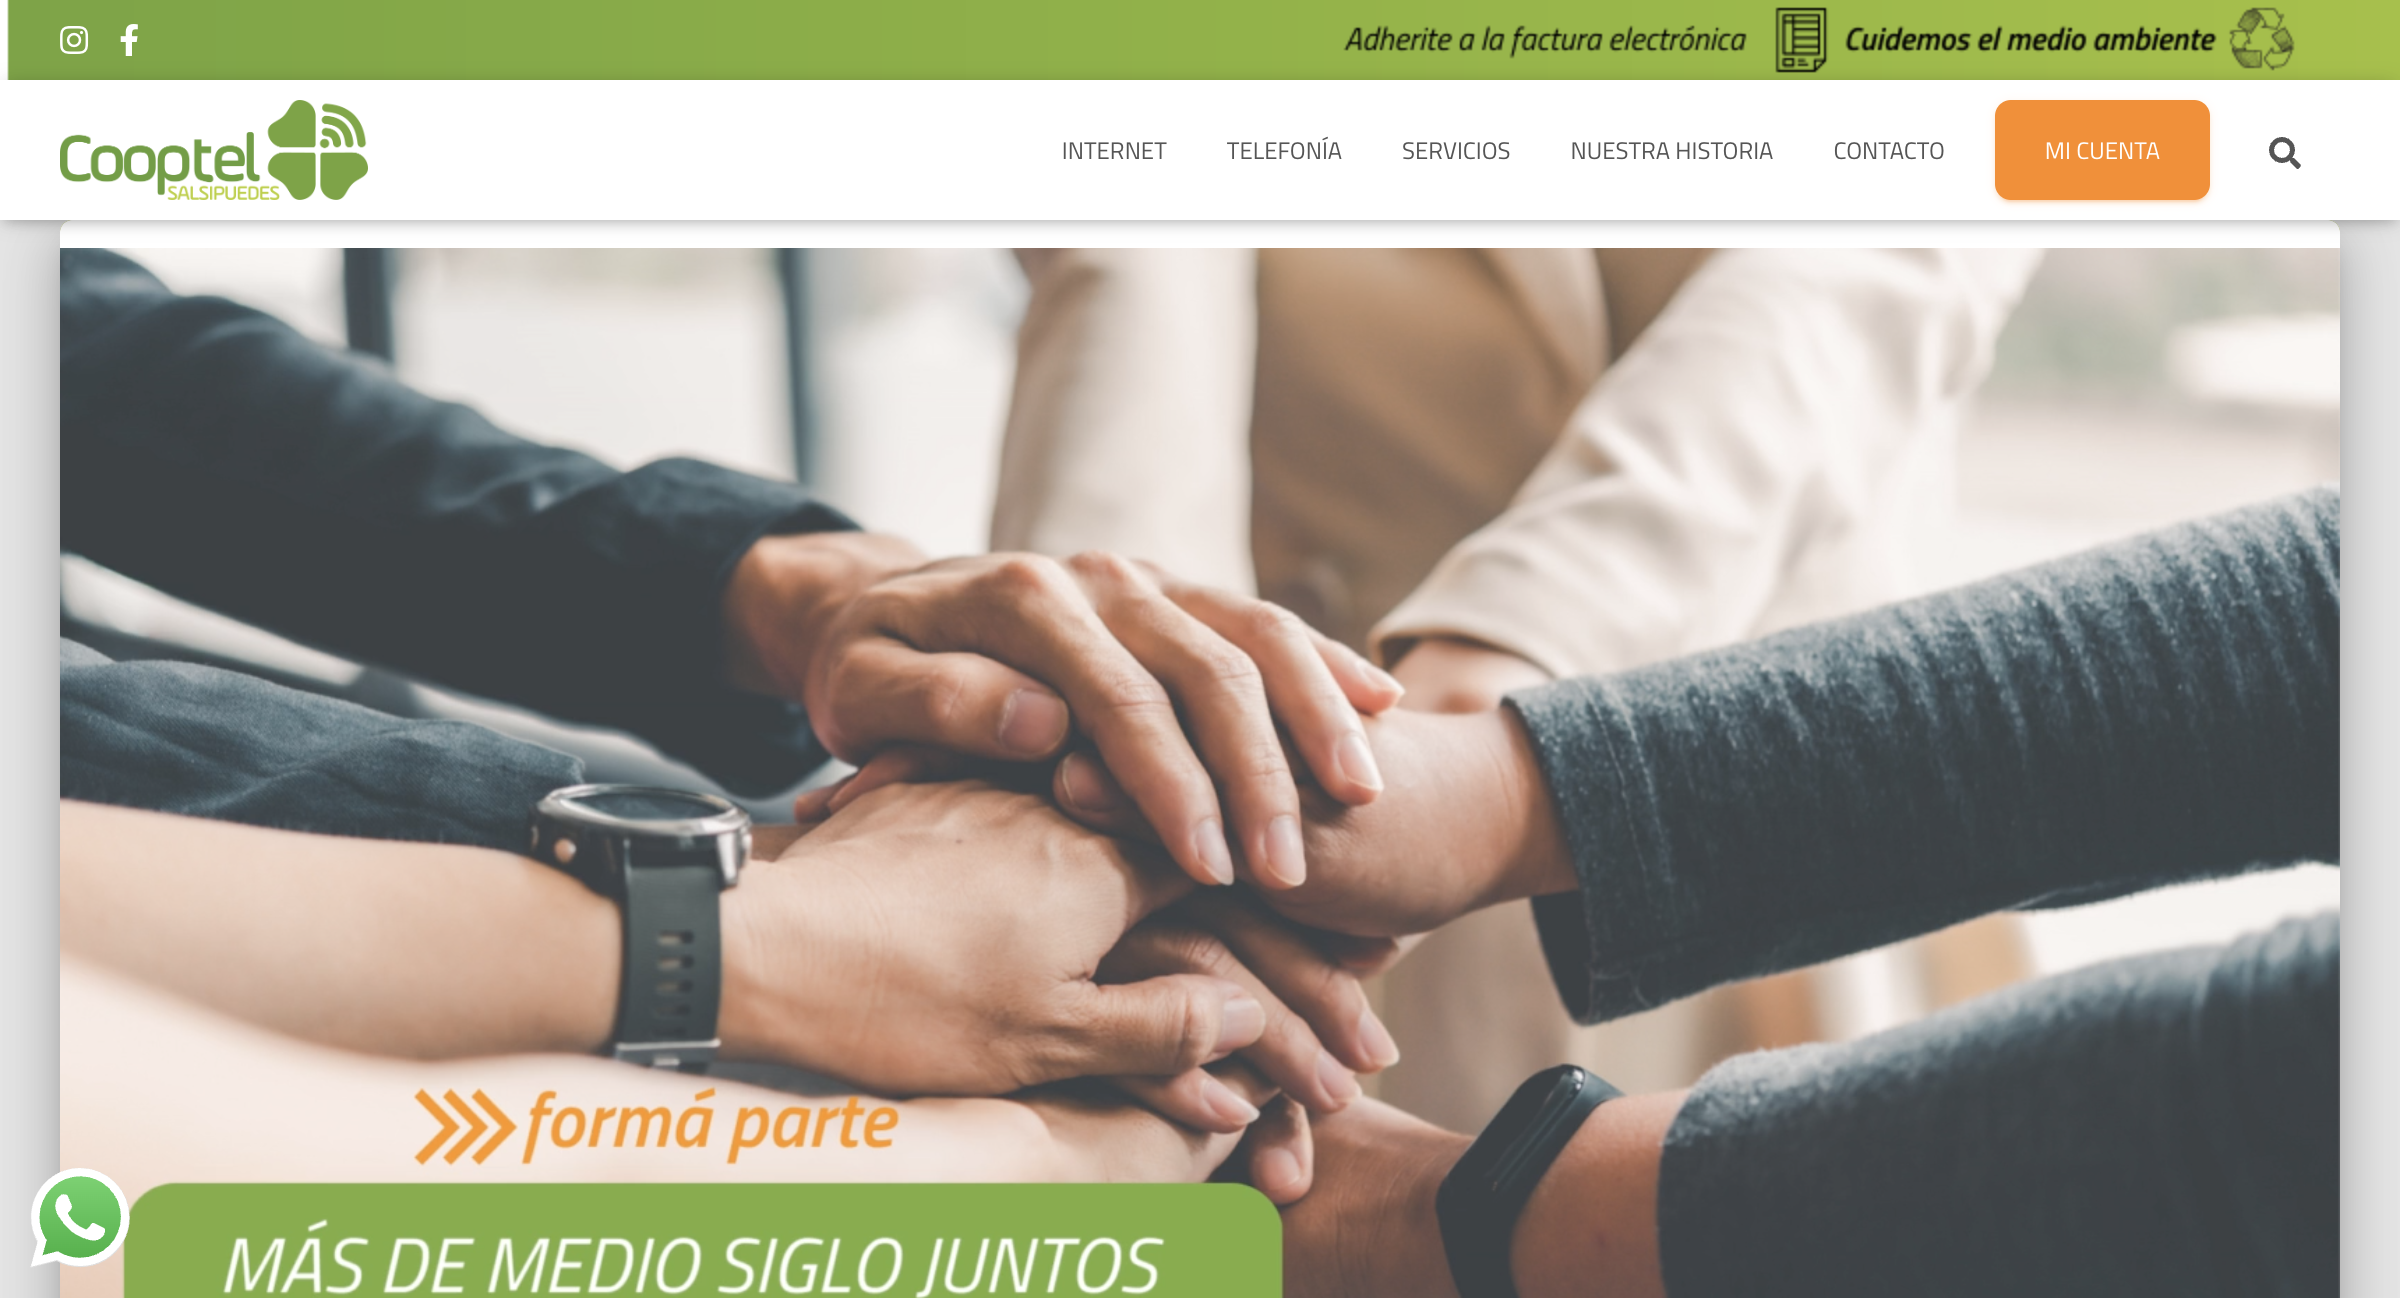 Adherite a la factura electrónica Cuidemos el medio ambiente
Cooptel
SALSIPUEDES
INTERNET TELEFONÍA SERVICIOS NUESTRA HISTORIA CONTACTO MI CUENTA
formá parte
MÁS DE MEDIO SIGLO JUNTOS